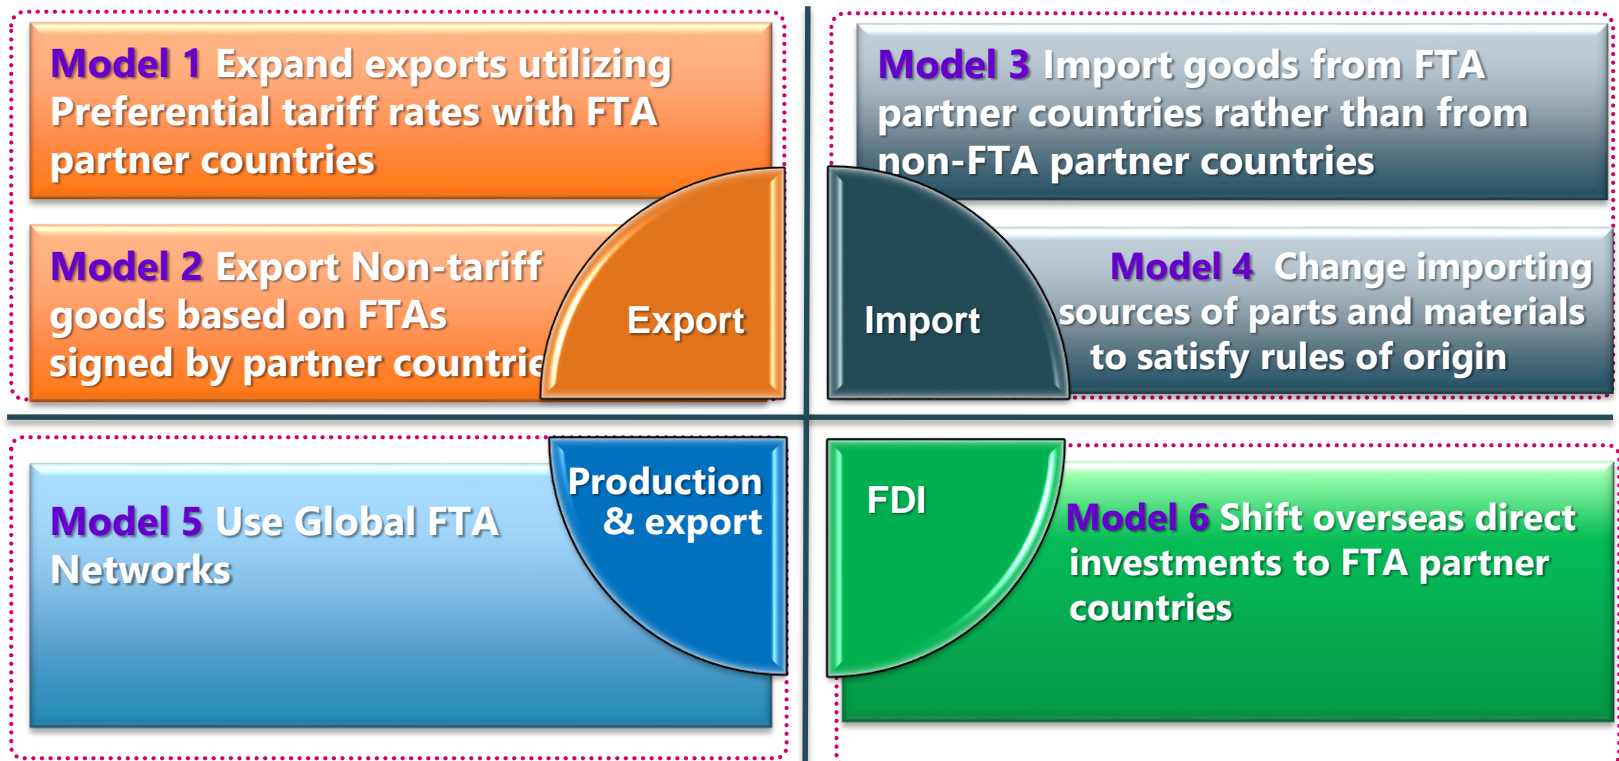 Model 1 Expand exports utilizing
Preferential tariff rates with FTA
partner countries
Model 2 Export Non-tariff
goods based on FTAs
signed by partner countrie
Export
Model 3 Import goods from FTA
partner countries rather than from
non-FTA partner countries
Import
Model 4 Change importing
sources of parts and materials
to satisfy rules of origin
Model 5 Use Global FTA
Networks
Production
& export
FDI
Model 6 Shift overseas direct
investments to FTA partner
countries